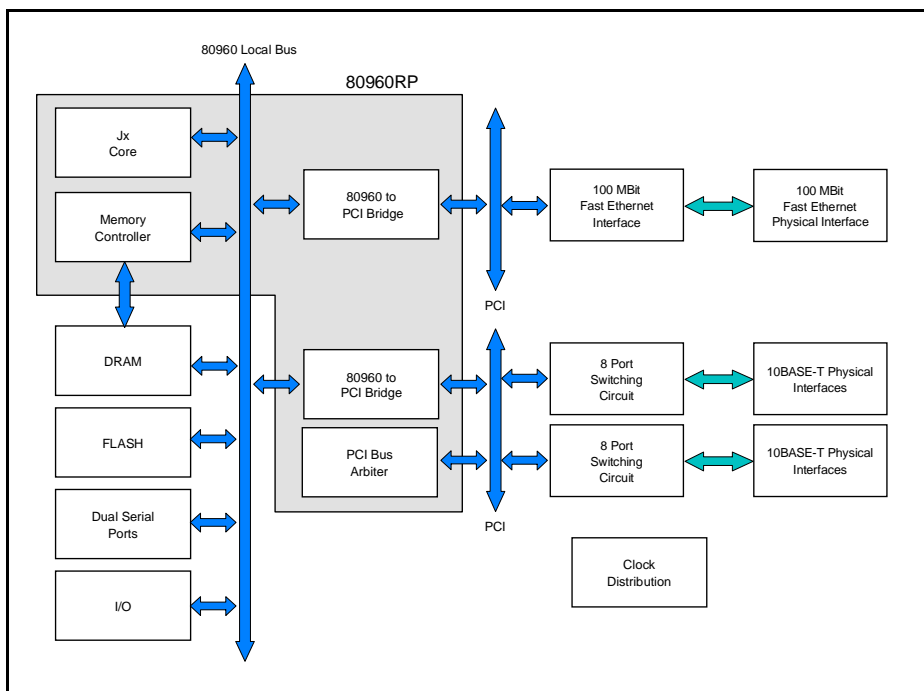 80960 Local Bus
80960RP
Jx
Core
Memory
Controller
80960 to
PCI Bridge
100 MBit
Fast Ethernet
Interface
100 MBit
Fast Ethernet
Physical Interface
PCI
DRAM
FLASH
Dual Serial
Ports
I/O
80960 to
PCI Bridge
PCI Bus
Arbiter
8 Port
Switching
Circuit
10BASE-T Physical
Interfaces
8 Port
Switching
Circuit
10BASE-T Physical
Interfaces
PCI
Clock
Distribution